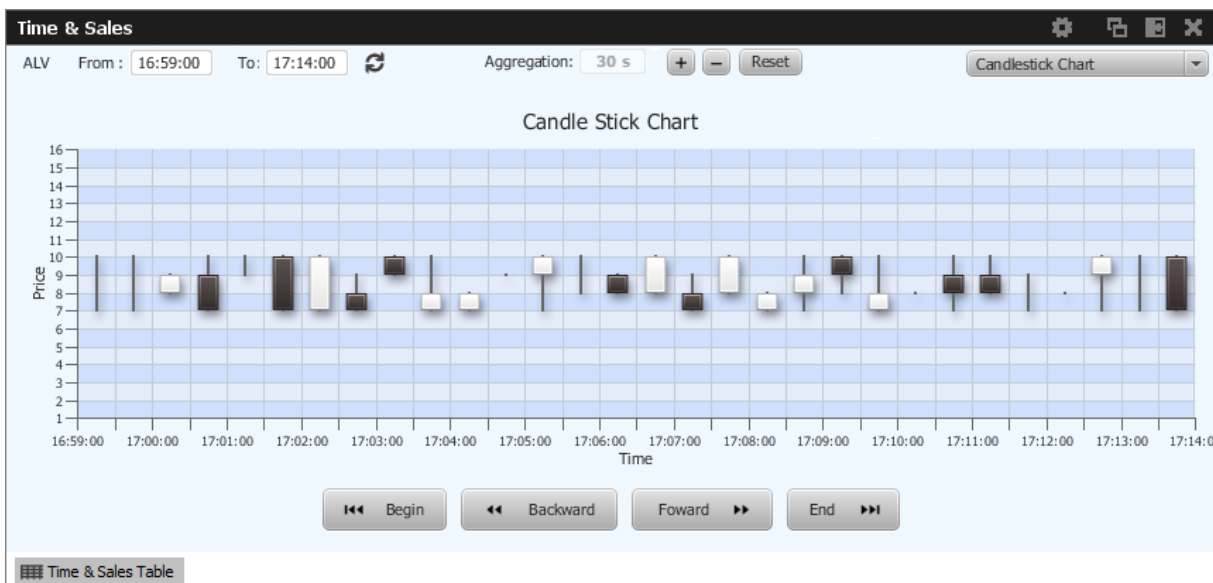 Time & Sales
ALV From : 16:59:00 To: 17:14:00 Aggregation: 30 s + − Reset Candlestick Chart
Candle Stick Chart
16
15
14
13
12
11
10
9
8
7
6
5
4
3
2
1
Price
16:59:00 17:00:00 17:01:00 17:02:00 17:03:00 17:04:00 17:05:00 17:06:00 17:07:00 17:08:00 17:09:00 17:10:00 17:11:00 17:12:00 17:13:00 17:14:0
Time
Begin Backward Foward End
Time & Sales Table